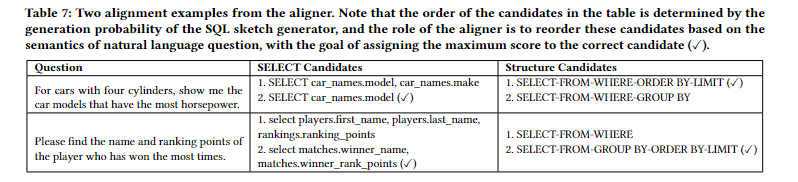 Table 7: Two alignment examples from the aligner. Note that the order of the candidates in the table is determined by the
generation probability of the SQL sketch generator, and the role of the aligner is to reorder these candidates based on the
semantics of natural language question, with the goal of assigning the maximum score to the correct candidate (✓).
Question SELECT Candidates Structure Candidates
For cars with four cylinders, show me the
car models that have the most horsepower.
1. SELECT car_names.model, car_names.make
2. SELECT car_names.model (✓)
1. SELECT-FROM-WHERE-ORDER BY-LIMIT (✓)
2. SELECT-FROM-WHERE-GROUP BY
Please find the name and ranking points of
the player who has won the most times.
1. select players.first_name, players.last_name,
rankings.ranking_points
2. select matches.winner_name,
matches.winner_rank_points (✓)
1. SELECT-FROM-WHERE
2. SELECT-FROM-GROUP BY-ORDER BY-LIMIT (✓)